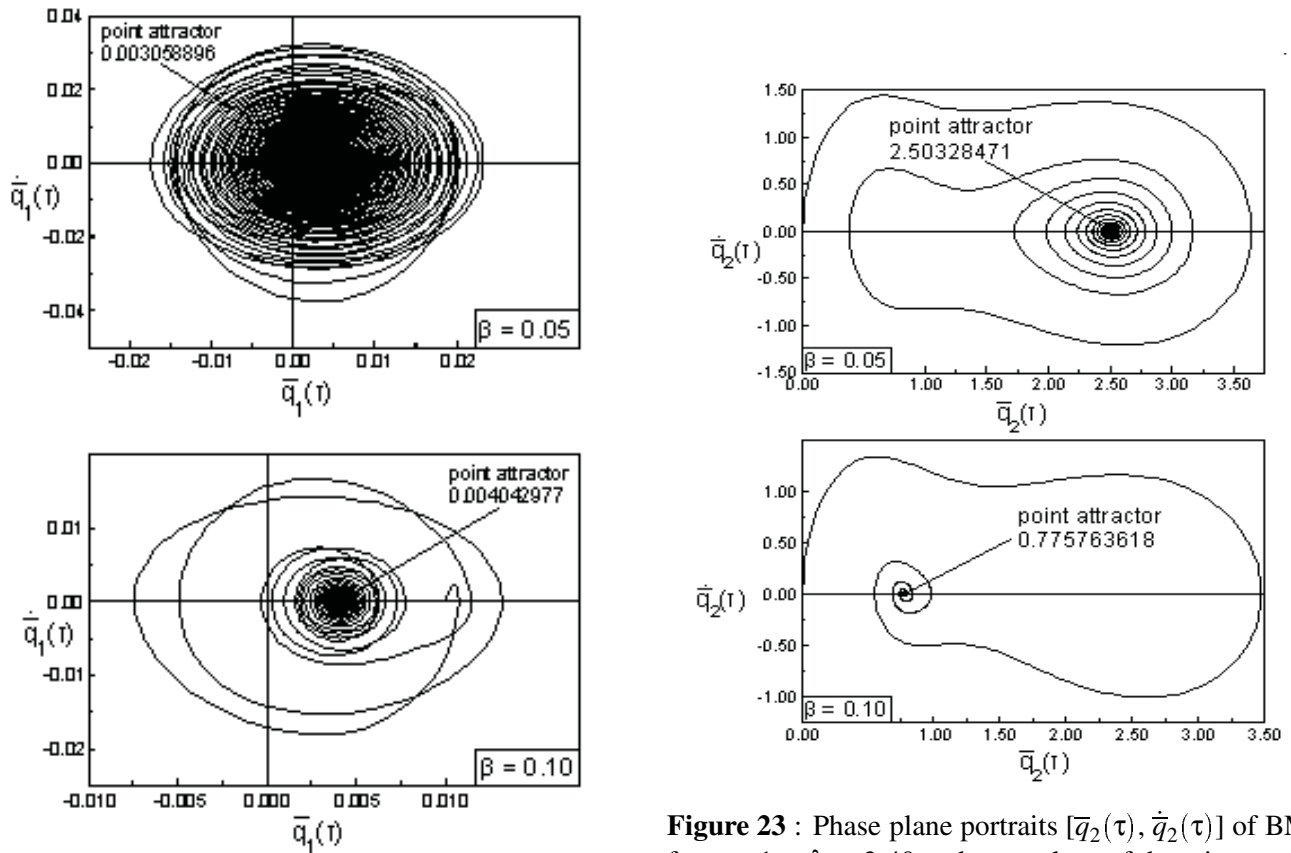 0.04
point attractor
0.003058896
0.02
0.00
q̇̅₁(τ)
-0.02
-0.04
β = 0.05
-0.02 -0.01 0.00 0.01 0.02
q̅₁(τ)
point attractor
0.004042977
0.01
0.00
q̇̅₁(τ)
-0.01
-0.02
β = 0.10
-0.010 -0.005 0.000 0.005 0.010
q̅₁(τ)
1.50
point attractor
2.50328471
1.00
0.50
0.00
q̇̅₂(τ)
-0.50
-1.00
β = 0.05
-1.50
0.00 1.00 1.50 2.00 2.50 3.00 3.50
q̅₂(τ)
1.00
point attractor
0.775763618
0.50
0.00
q̇̅₂(τ)
-0.50
-1.00
β = 0.10
0.00 1.00 1.50 2.00 2.50 3.00 3.50
q̅₂(τ)
Figure 23 : Phase plane portraits [q̅₂(τ), q̇̅₂(τ)] of BM